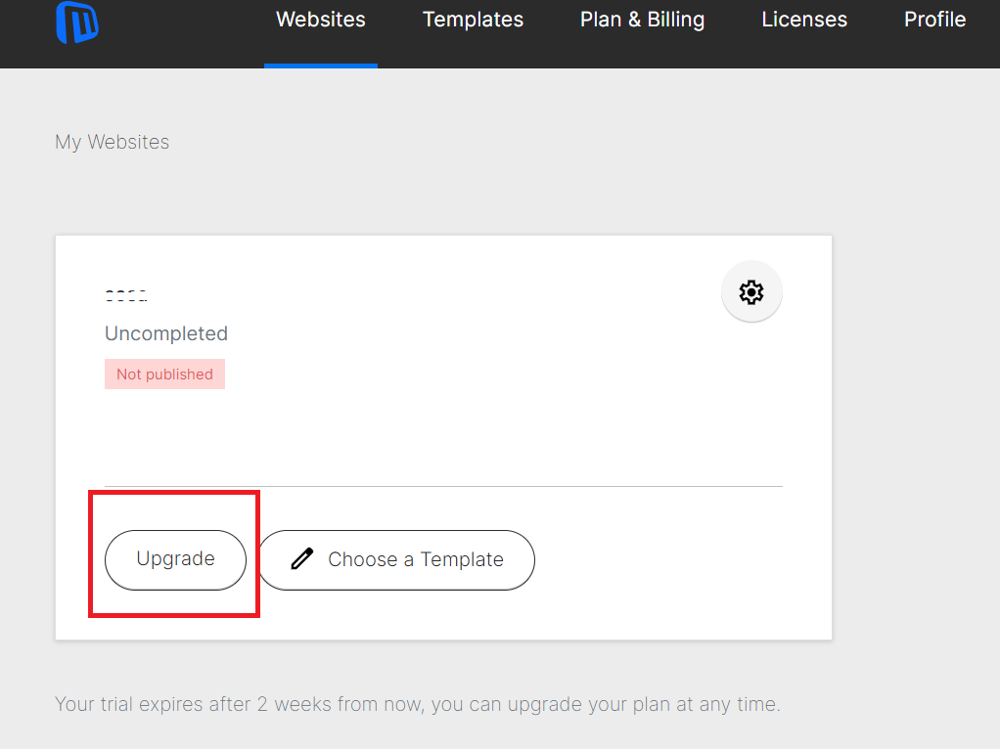 Websites Templates Plan & Billing Licenses Profile
My Websites
Uncompleted
Not published
Upgrade
Choose a Template
Your trial expires after 2 weeks from now, you can upgrade your plan at any time.